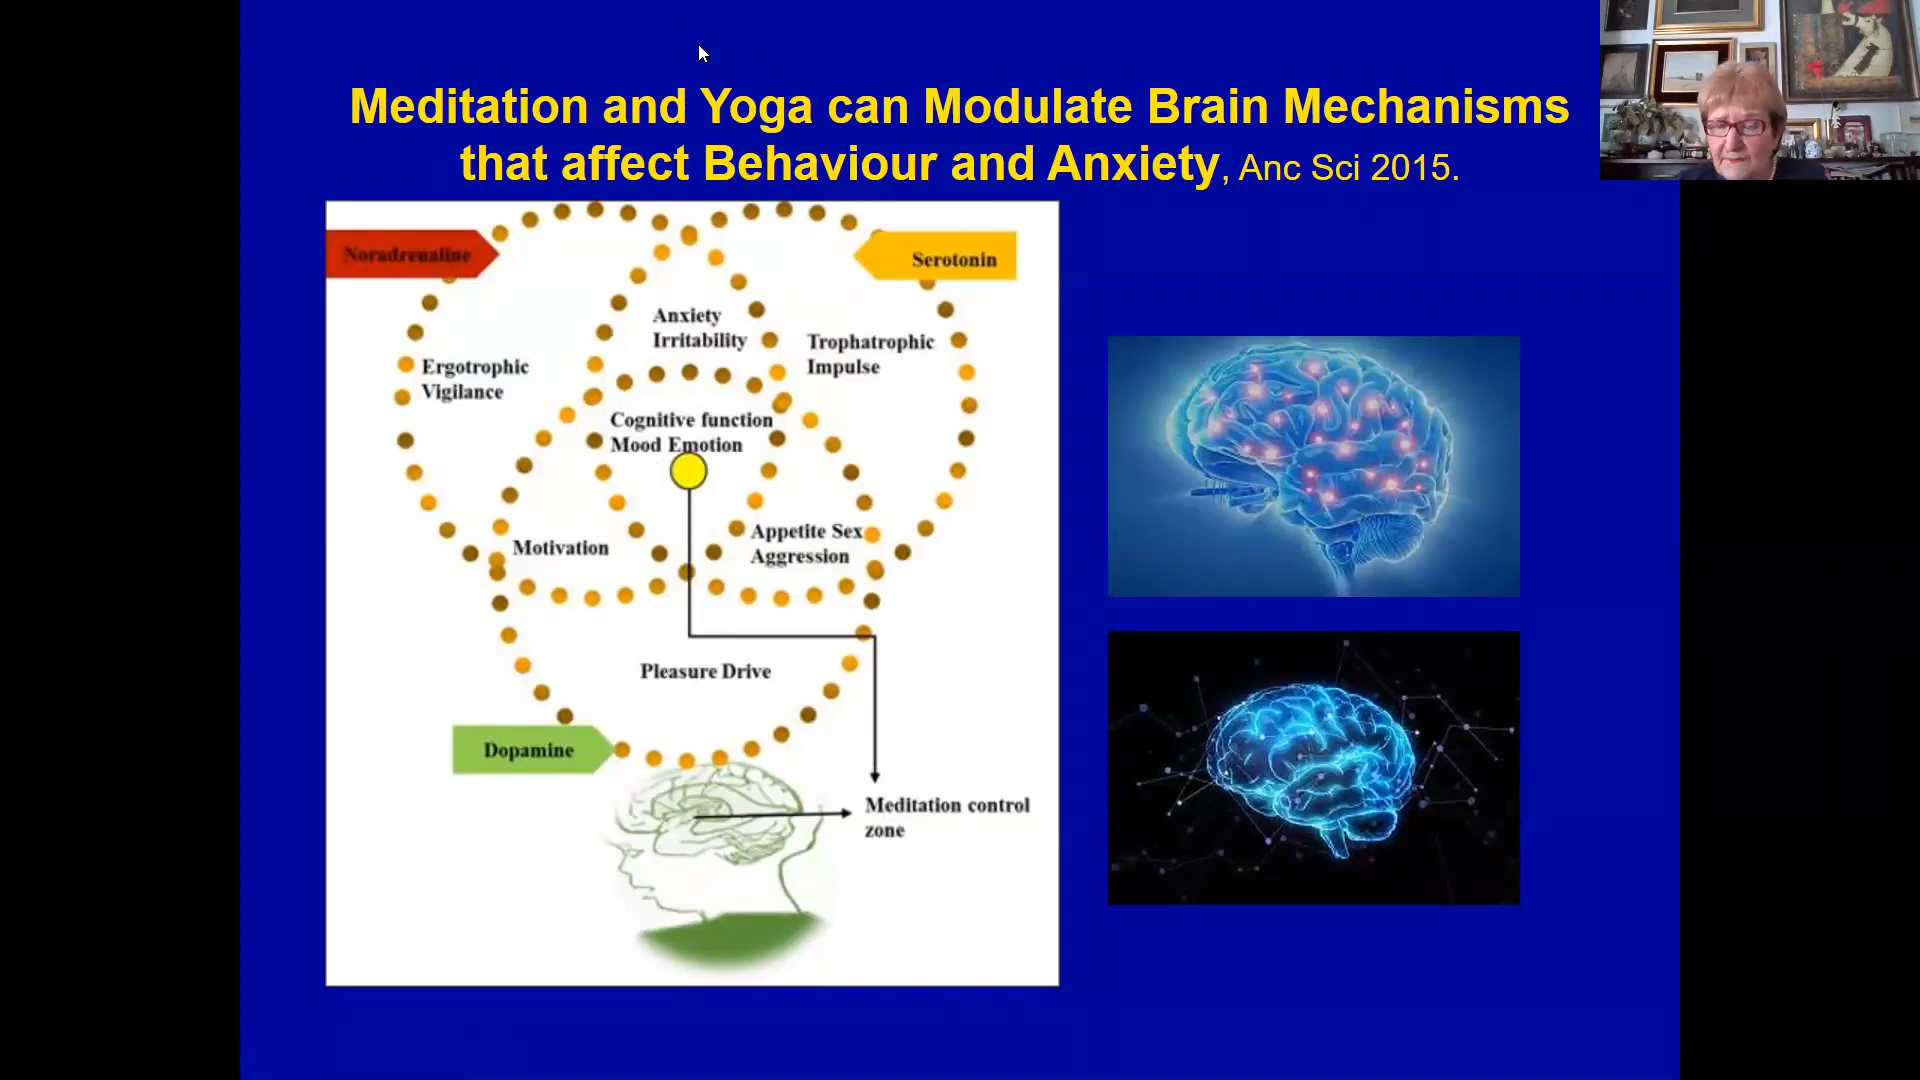 Meditation and Yoga can Modulate Brain Mechanisms
that affect Behaviour and Anxiety, Anc Sci 2015.
Noradrenaline
Serotonin
Anxiety
Irritability
Trophatrophic
Impulse
Ergotrophic
Vigilance
Cognitive function
Mood Emotion
Motivation
Appetite Sex
Aggression
Pleasure Drive
Dopamine
Meditation control
zone